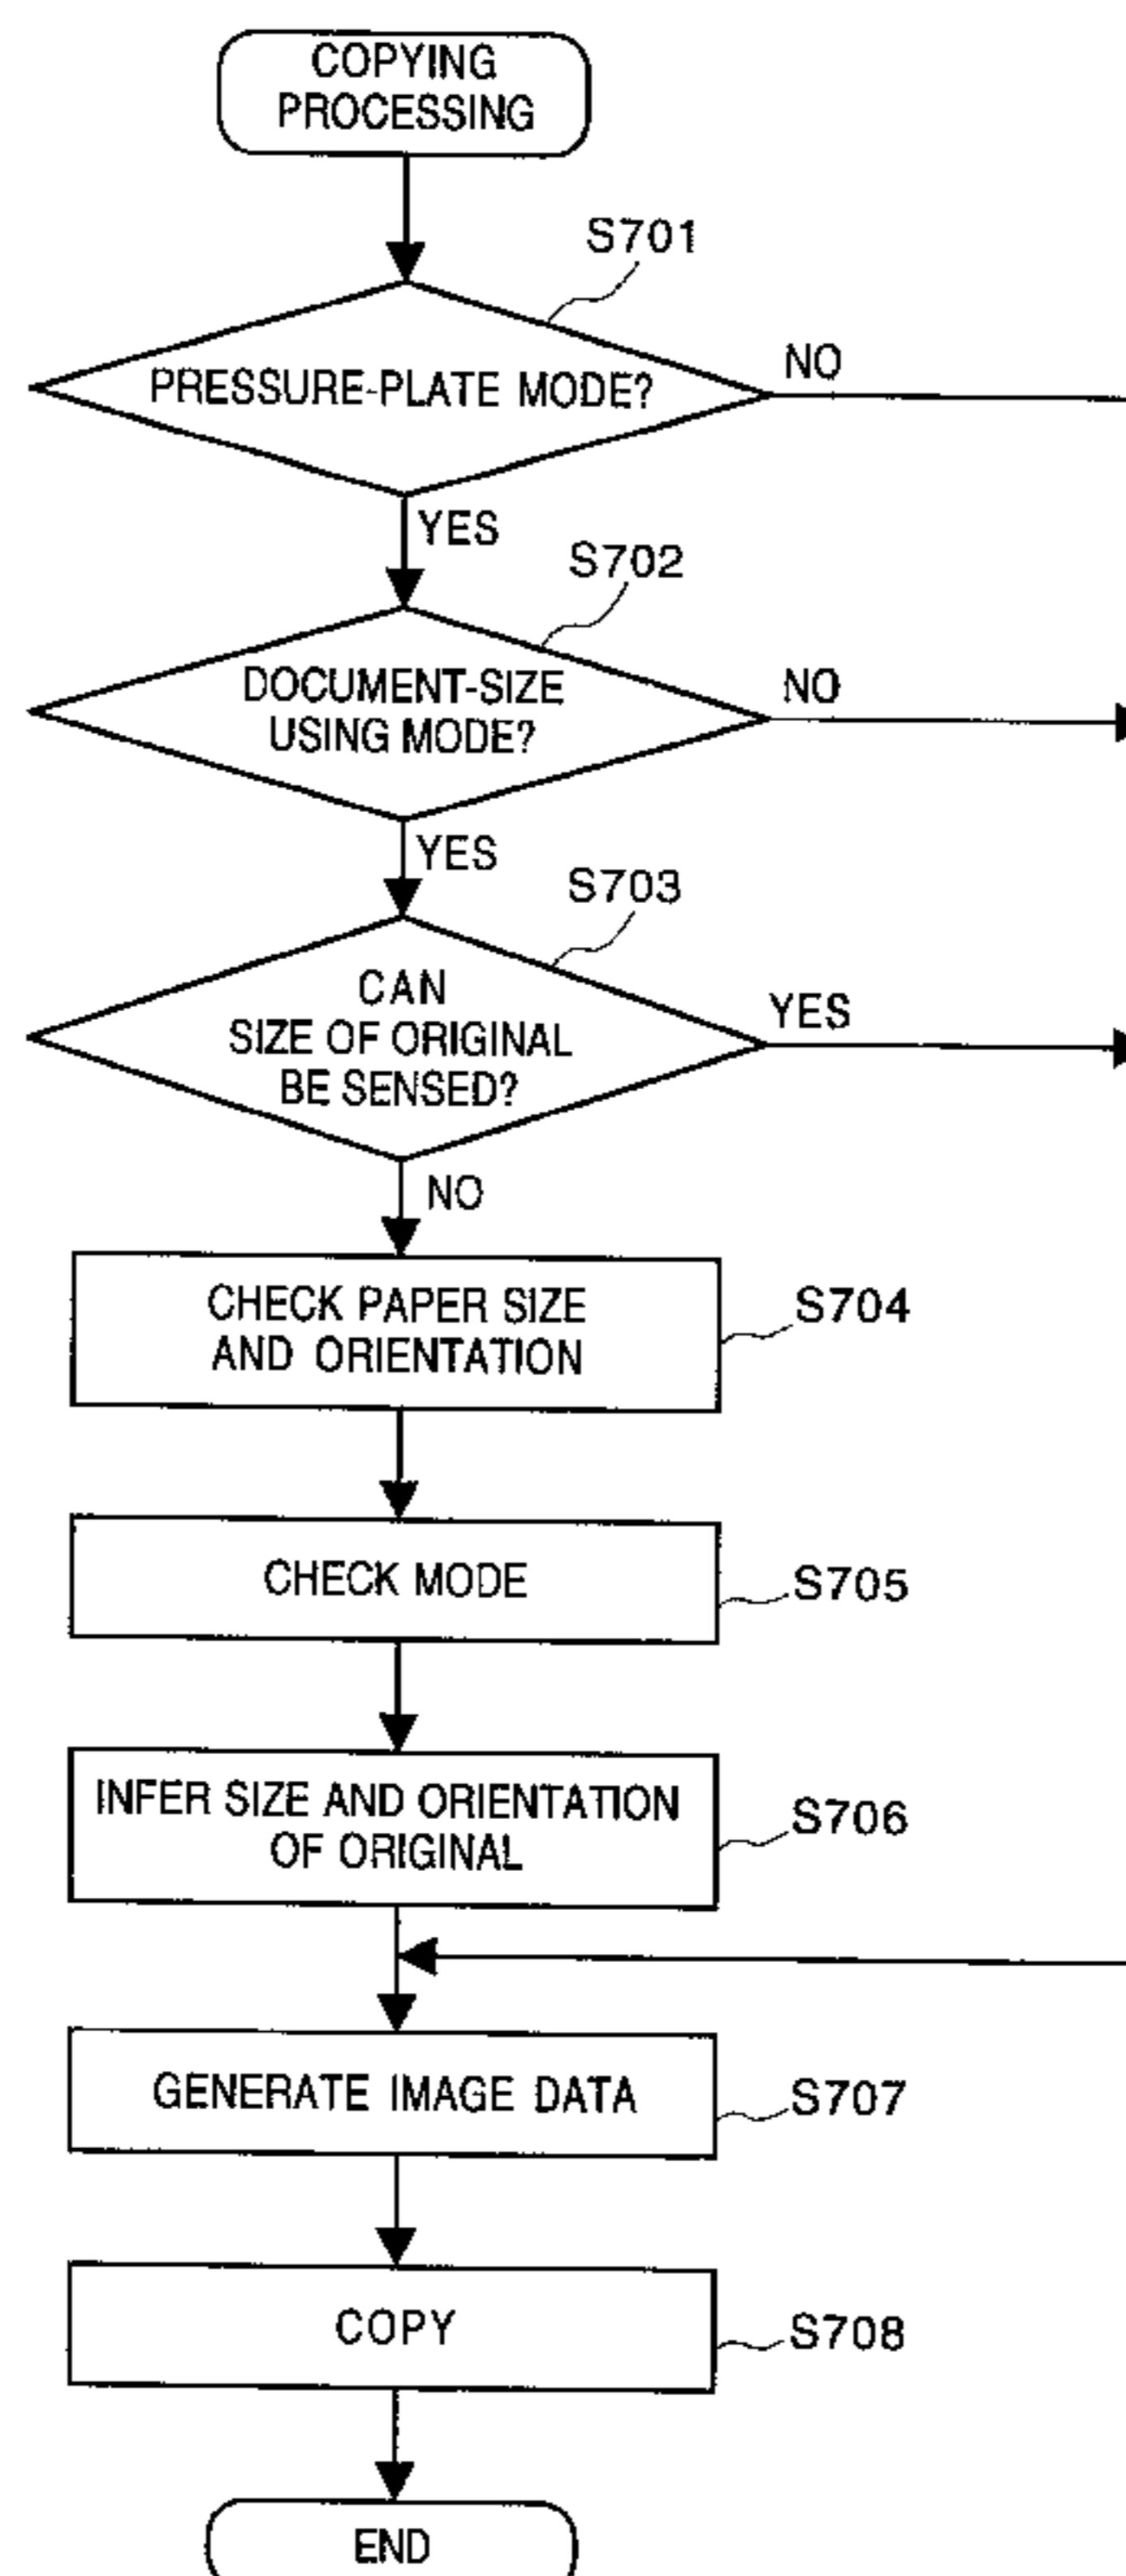 COPYING
PROCESSING
S701
PRESSURE-PLATE MODE?
NO
YES
S702
DOCUMENT-SIZE
USING MODE?
NO
YES
S703
CAN
SIZE OF ORIGINAL
BE SENSED?
YES
NO
CHECK PAPER SIZE
AND ORIENTATION
S704
CHECK MODE
S705
INFER SIZE AND ORIENTATION
OF ORIGINAL
S706
GENERATE IMAGE DATA
S707
COPY
S708
END